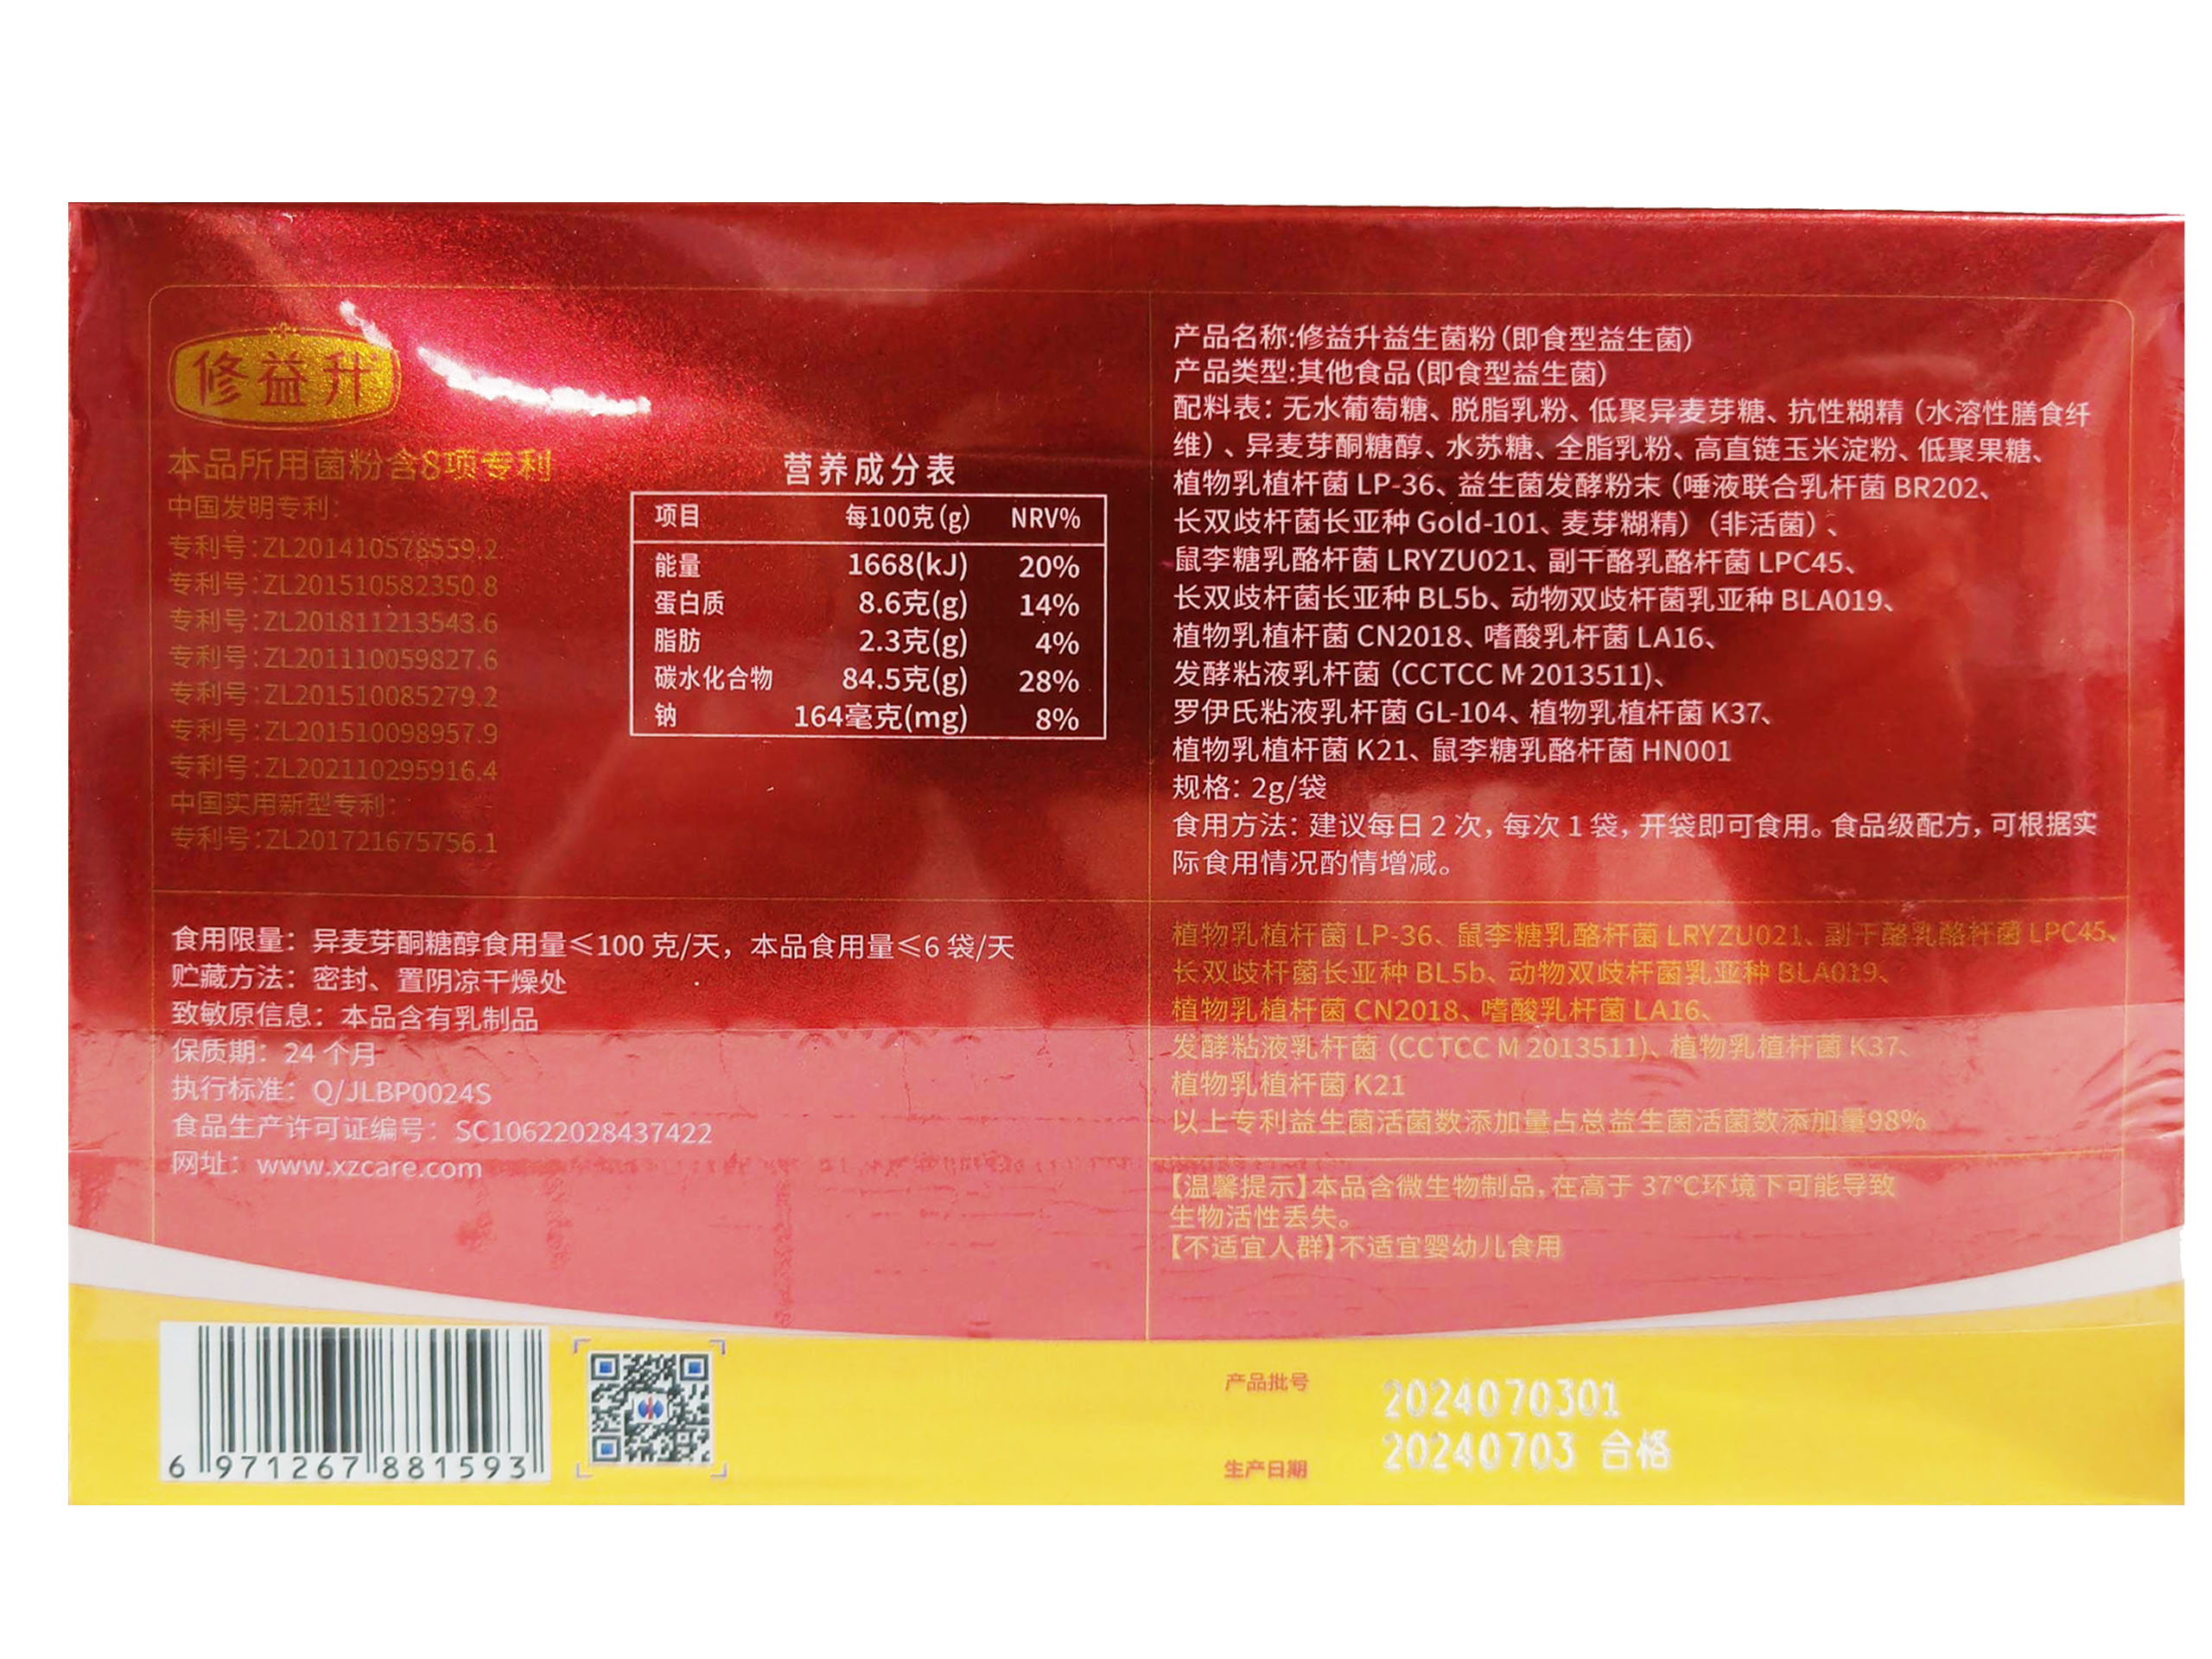 修益升
本品所用菌粉含8项专利
中国发明专利：
专利号：ZL201410578559.2
专利号：ZL201510582350.8
专利号：ZL201811213543.6
专利号：ZL201110059827.6
专利号：ZL201510085279.2
专利号：ZL201510098957.9
专利号：ZL202110295916.4
中国实用新型专利：
专利号：ZL201721675756.1
营养成分表
项目 每100克(g) NRV%
能量 1668(kJ) 20%
蛋白质 8.6克(g) 14%
脂肪 2.3克(g) 4%
碳水化合物 84.5克(g) 28%
钠 164毫克(mg) 8%
产品名称：修益升益生菌粉（即食型益生菌）
产品类型：其他食品（即食型益生菌）
配料表：无水葡萄糖、脱脂乳粉、低聚异麦芽糖、抗性糊精（水溶性膳食纤
维）、异麦芽酮糖醇、水苏糖、全脂乳粉、高直链玉米淀粉、低聚果糖、
植物乳植杆菌 LP-36、益生菌发酵粉末（唾液联合乳杆菌 BR202、
长双歧杆菌长亚种 Gold-101、麦芽糊精）（非活菌）、
鼠李糖乳酪杆菌 LRYZU021、副干酪乳酪杆菌 LPC45、
长双歧杆菌长亚种 BL5b、动物双歧杆菌乳亚种 BLA019、
植物乳植杆菌 CN2018、嗜酸乳杆菌 LA16、
发酵粘液乳杆菌（CCTCC M 2013511）、
罗伊氏粘液乳杆菌 GL-104、植物乳植杆菌 K37、
植物乳植杆菌 K21、鼠李糖乳酪杆菌 HN001
规格：2g/袋
食用方法：建议每日 2 次，每次 1 袋，开袋即可食用。食品级配方，可根据实
际食用情况酌情增减。
食用限量：异麦芽酮糖醇食用量≤100 克/天，本品食用量≤6 袋/天
贮藏方法：密封、置阴凉干燥处
致敏原信息：本品含有乳制品
保质期：24 个月
执行标准：Q/JLBP0024S
食品生产许可证编号：SC10622028437422
网址：www.xzcare.com
植物乳植杆菌 LP-36、鼠李糖乳酪杆菌 LRYZU021、副干酪乳酪杆菌 LPC45、
长双歧杆菌长亚种 BL5b、动物双歧杆菌乳亚种 BLA019、
植物乳植杆菌 CN2018、嗜酸乳杆菌 LA16、
发酵粘液乳杆菌（CCTCC M 2013511）、植物乳植杆菌 K37、
植物乳植杆菌 K21
以上专利益生菌活菌数添加量占总益生菌活菌数添加量98%
【温馨提示】本品含微生物制品，在高于 37℃环境下可能导致
生物活性丢失。
【不适宜人群】不适宜婴幼儿食用
6 971267 881593
产品批号 2024070301
生产日期 20240703 合格